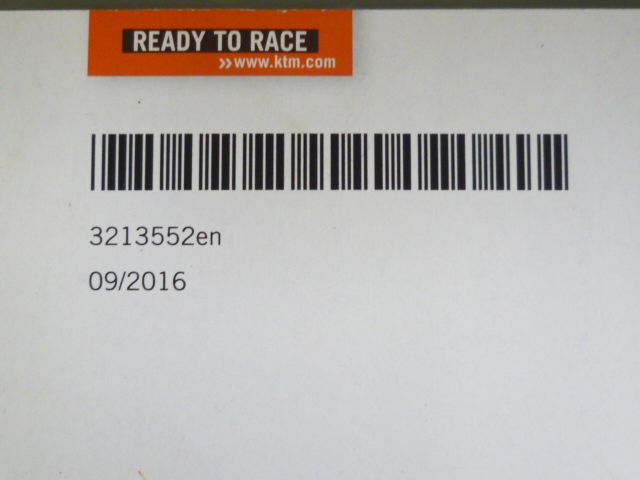 READY TO RACE
»www.ktm.com
3213552en
09/2016